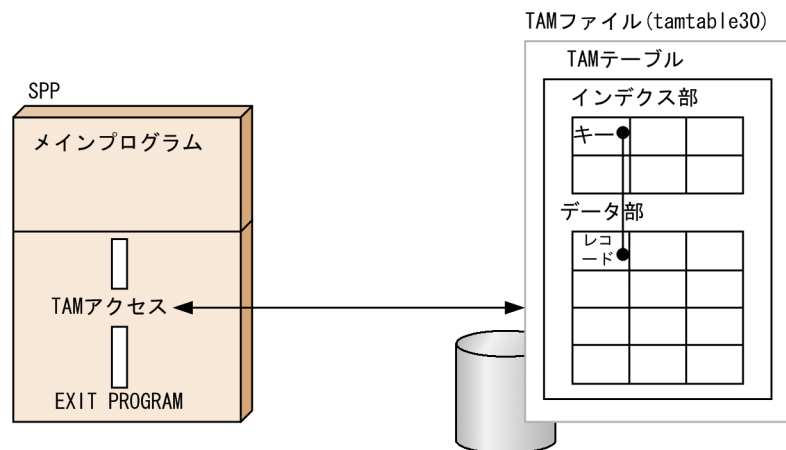 SPP
メインプログラム
TAMアクセス
EXIT PROGRAM
TAMファイル(tamtable30)
TAMテーブル
インデクス部
キー
データ部
レコ
ード